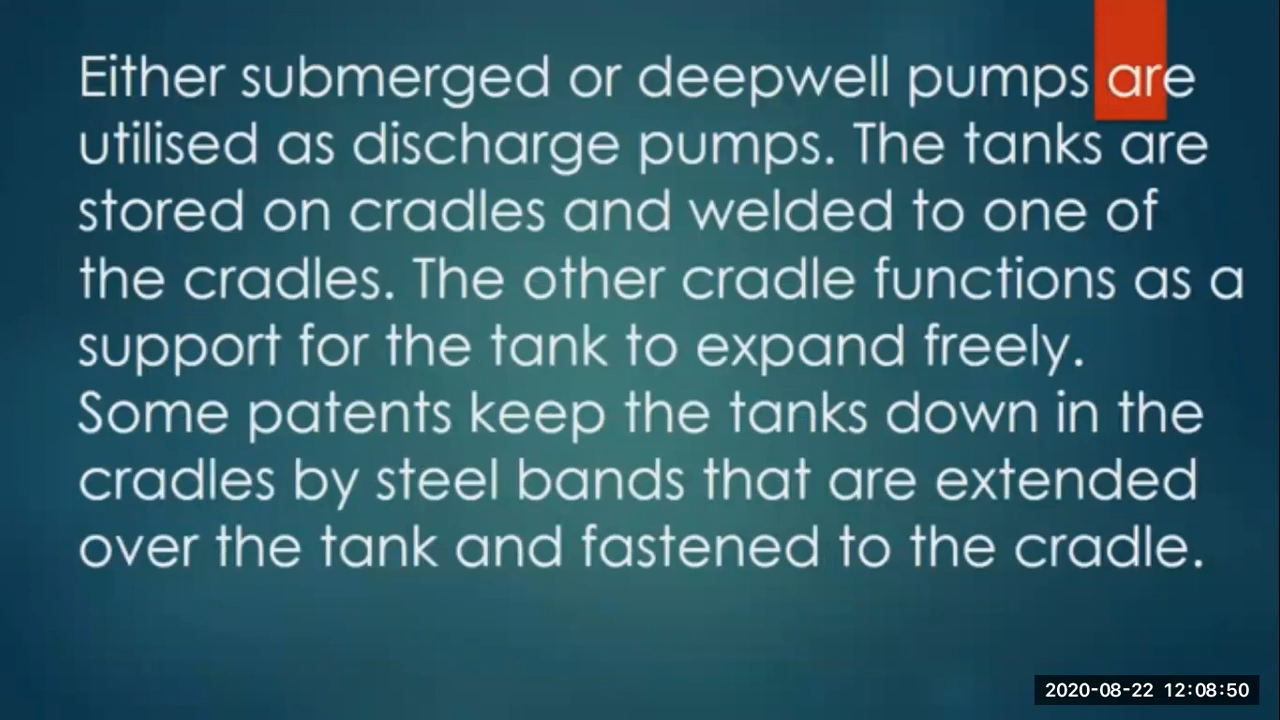 Either submerged or deepwell pumps are
utilised as discharge pumps. The tanks are
stored on cradles and welded to one of
the cradles. The other cradle functions as a
support for the tank to expand freely.
Some patents keep the tanks down in the
cradles by steel bands that are extended
over the tank and fastened to the cradle.
2020-08-22 12:08:50